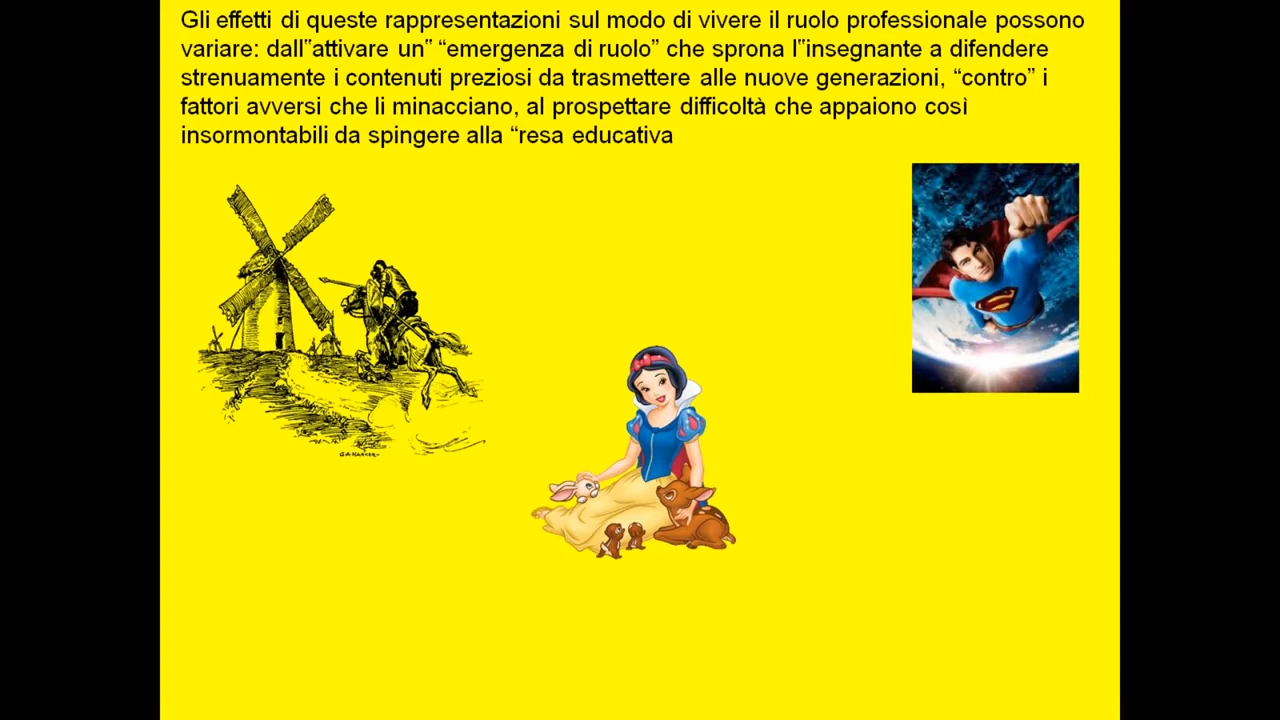 Gli effetti di queste rappresentazioni sul modo di vivere il ruolo professionale possono
variare: dall‟attivare un‟ “emergenza di ruolo” che sprona l‟insegnante a difendere
strenuamente i contenuti preziosi da trasmettere alle nuove generazioni, “contro” i
fattori avversi che li minacciano, al prospettare difficoltà che appaiono così
insormontabili da spingere alla “resa educativa